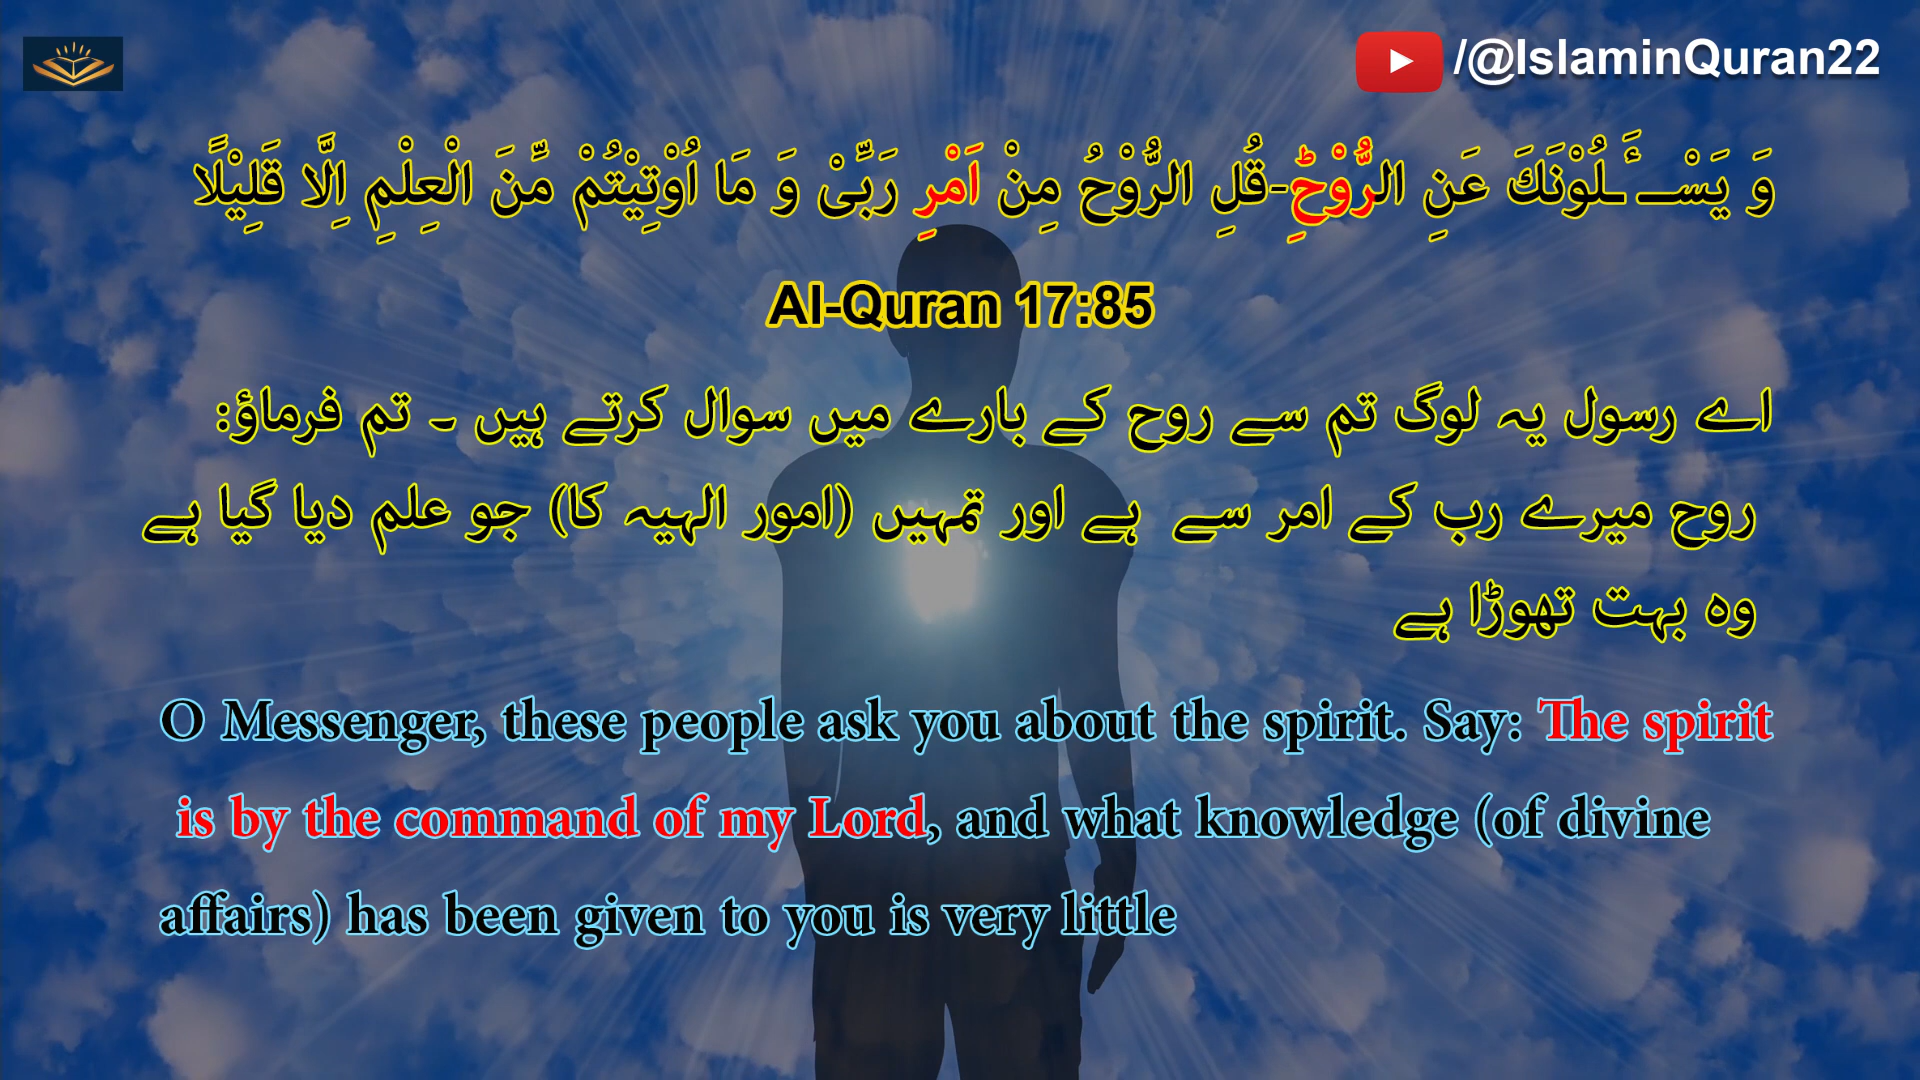 /@IslaminQuran22
وَ یَسْــٴَـلُوْنَكَ عَنِ الرُّوْحِؕ-قُلِ الرُّوْحُ مِنْ اَمْرِ رَبِّیْ وَ مَاۤ اُوْتِیْتُمْ مِّنَ الْعِلْمِ اِلَّا قَلِیْلًا
Al-Quran 17:85
اے رسول یہ لوگ تم سے روح کے بارے میں سوال کرتے ہیں ۔ تم فرماؤ:
روح میرے رب کے امر سے ہے اور تمہیں (امور الہیہ کا) جو علم دیا گیا ہے
وہ بہت تھوڑا ہے
O Messenger, these people ask you about the spirit. Say: The spirit
is by the command of my Lord, and what knowledge (of divine
affairs) has been given to you is very little